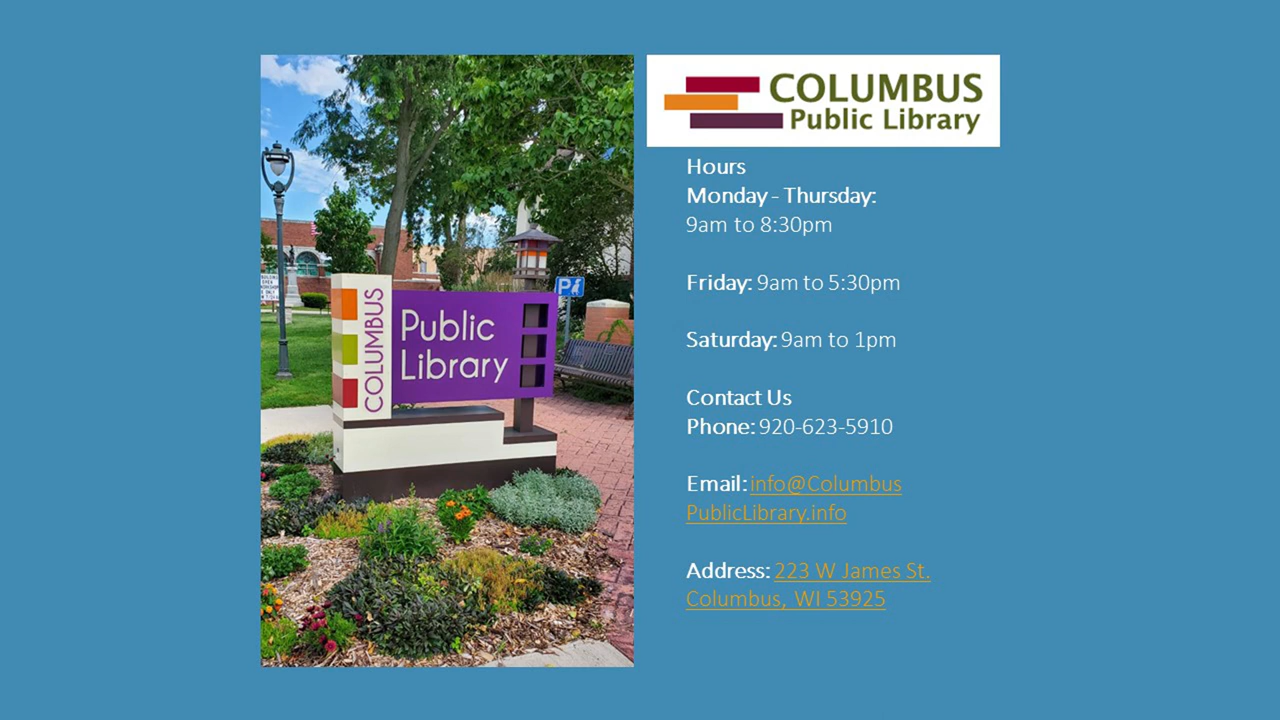 COLUMBUS
Public
Library
P
COLUMBUS
Public Library
Hours
Monday - Thursday:
9am to 8:30pm
Friday: 9am to 5:30pm
Saturday: 9am to 1pm
Contact Us
Phone: 920-623-5910
Email: info@Columbus
PublicLibrary.info
Address: 223 W James St.
Columbus, WI 53925